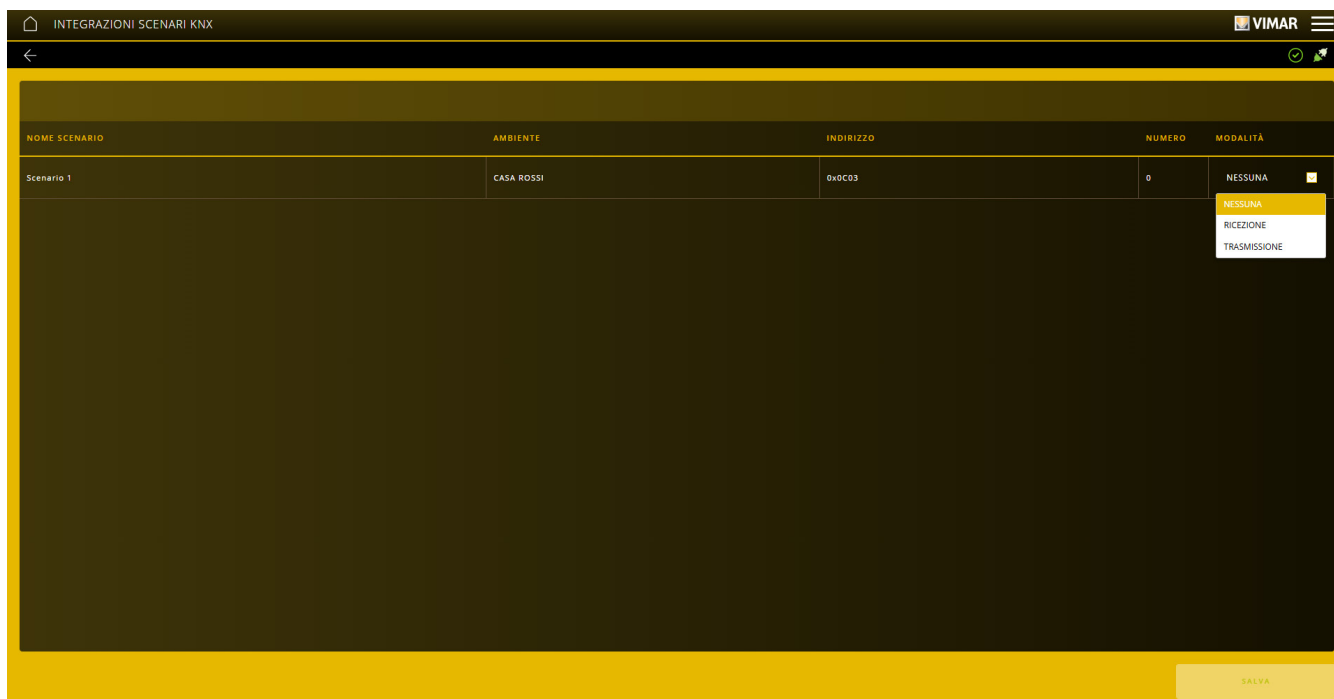 INTEGRAZIONI SCENARI KNX
VIMAR
NOME SCENARIO AMBIENTE INDIRIZZO NUMERO MODALITÀ
Scenario 1 CASA ROSSI 0x0C03 0 NESSUNA
NESSUNA
RICEZIONE
TRASMISSIONE
SALVA